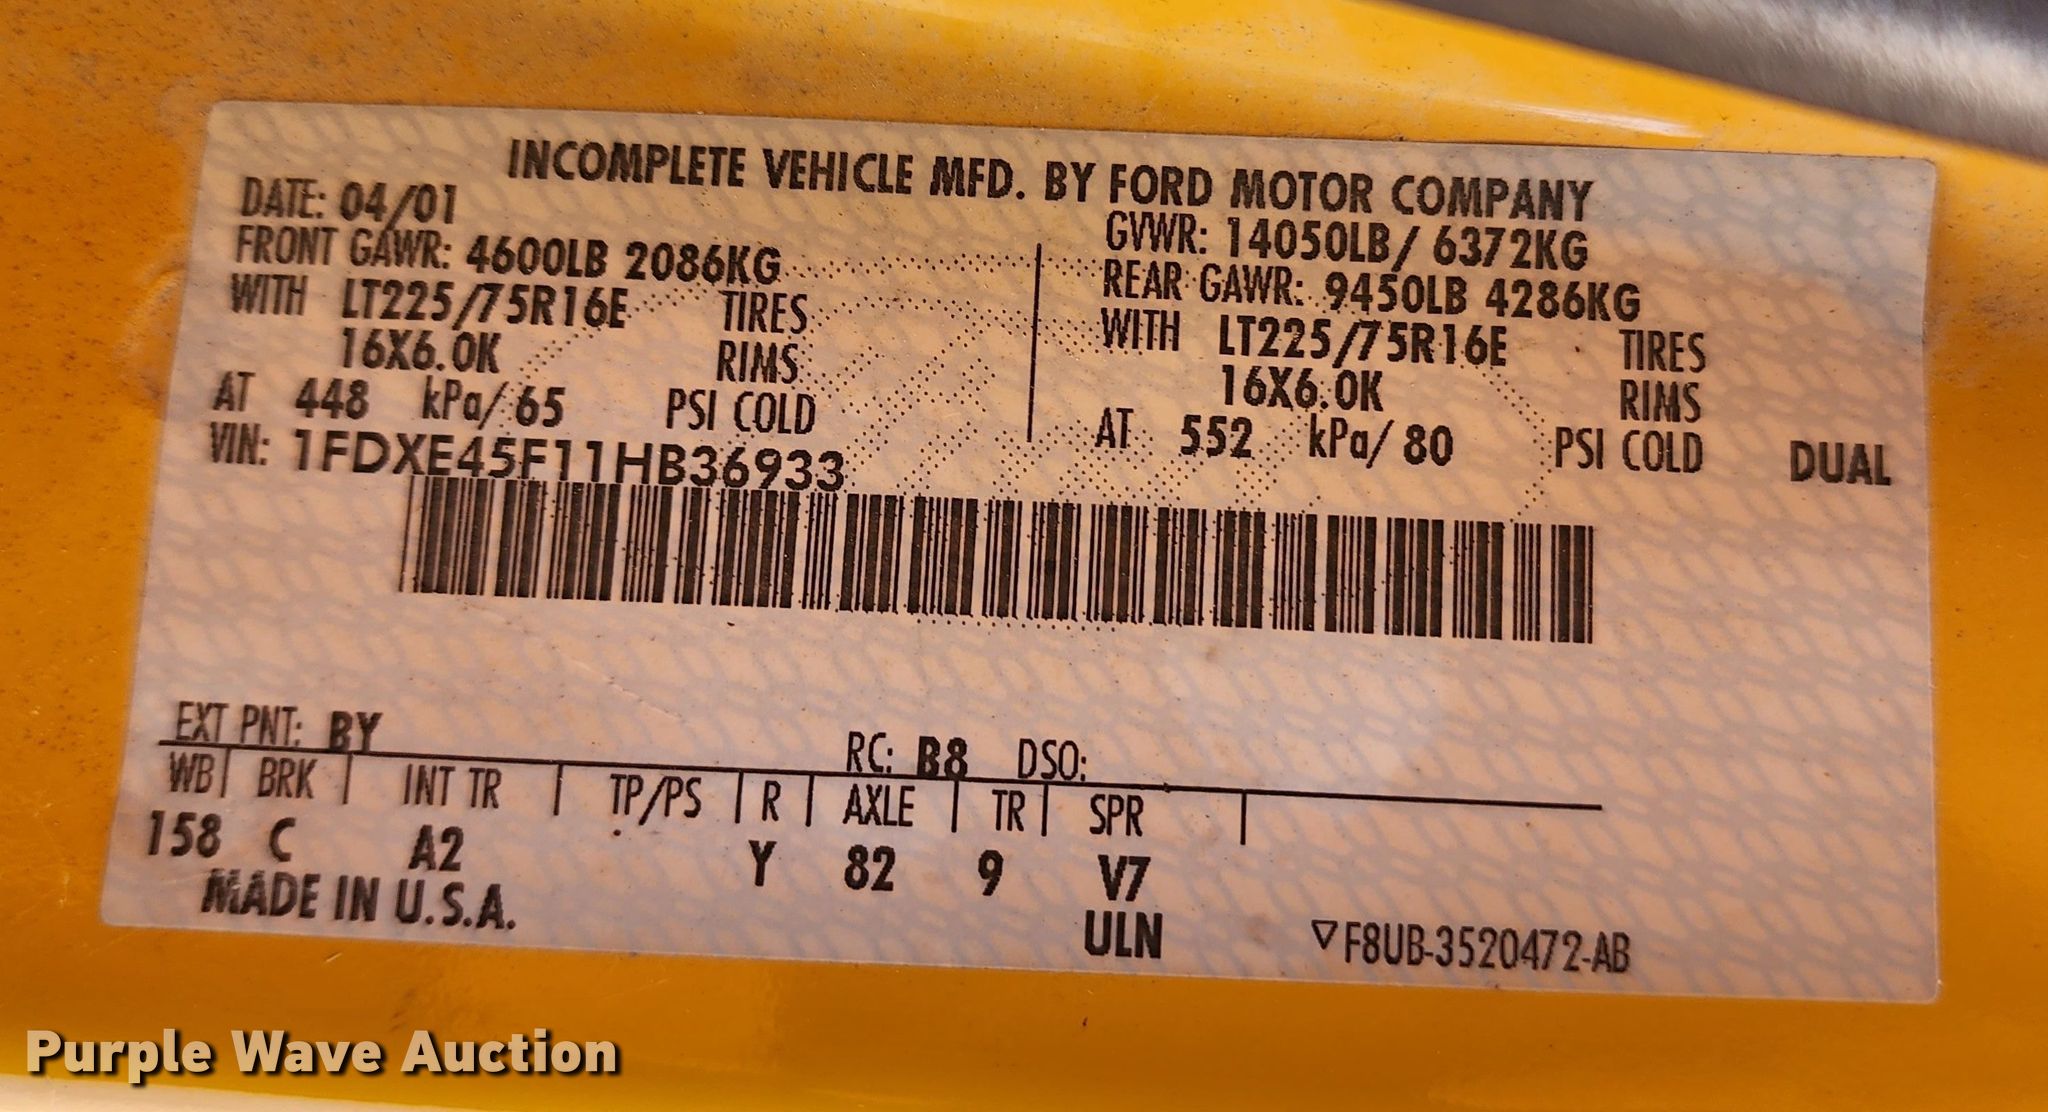 INCOMPLETE VEHICLE MFD. BY FORD MOTOR COMPANY
DATE: 04/01 GVWR: 14050LB/ 6372KG
FRONT GAWR: 4600LB 2086KG REAR GAWR: 9450LB 4286KG
WITH LT225/75R16E TIRES WITH LT225/75R16E TIRES
16X6.0K RIMS 16X6.0K RIMS
AT 448 kPa/ 65 PSI COLD AT 552 kPa/ 80 PSI COLD DUAL
VIN: 1FDXE45F11HB36933
EXT PNT: BY RC: B8 DSO:
WB BRK INT TR TP/PS R AXLE TR SPR
158 C A2 Y 82 9 V7
MADE IN U.S.A. ULN ▽F8UB-3520472-AB
Purple Wave Auction